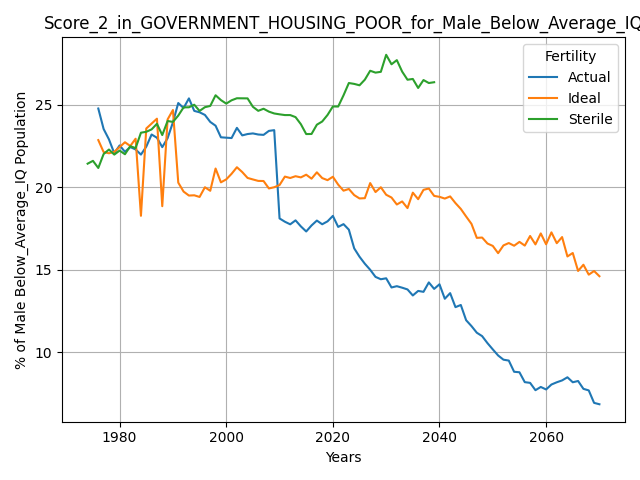 Score_2_in_GOVERNMENT_HOUSING_POOR_for_Male_Below_Average_IQ
Fertility
Actual
Ideal
Sterile
% of Male Below_Average_IQ Population
25
20
15
10
1980
2000
2020
2040
2060
Years